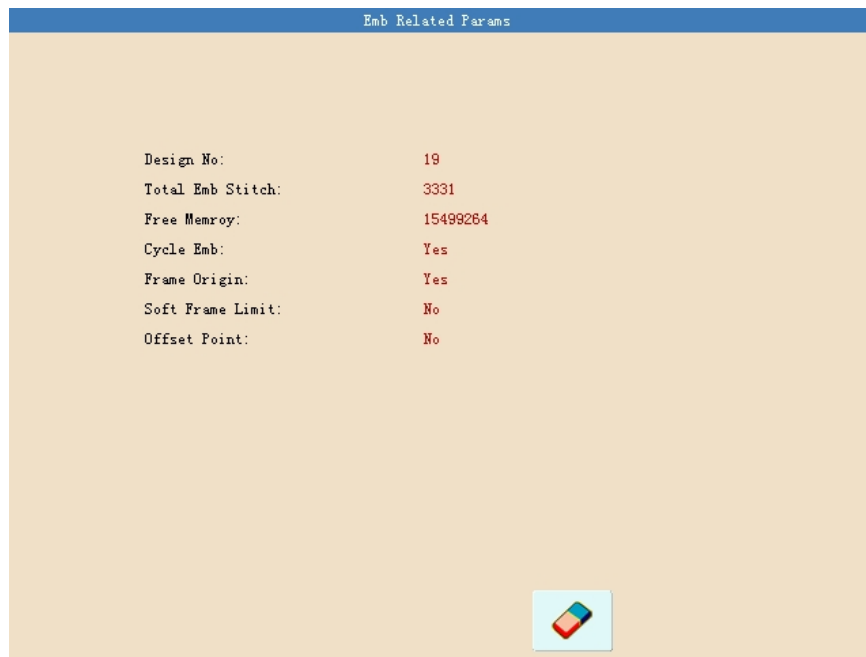 Emb Related Params
Design No: 19
Total Emb Stitch: 3331
Free Memroy: 15499264
Cycle Emb: Yes
Frame Origin: Yes
Soft Frame Limit: No
Offset Point: No